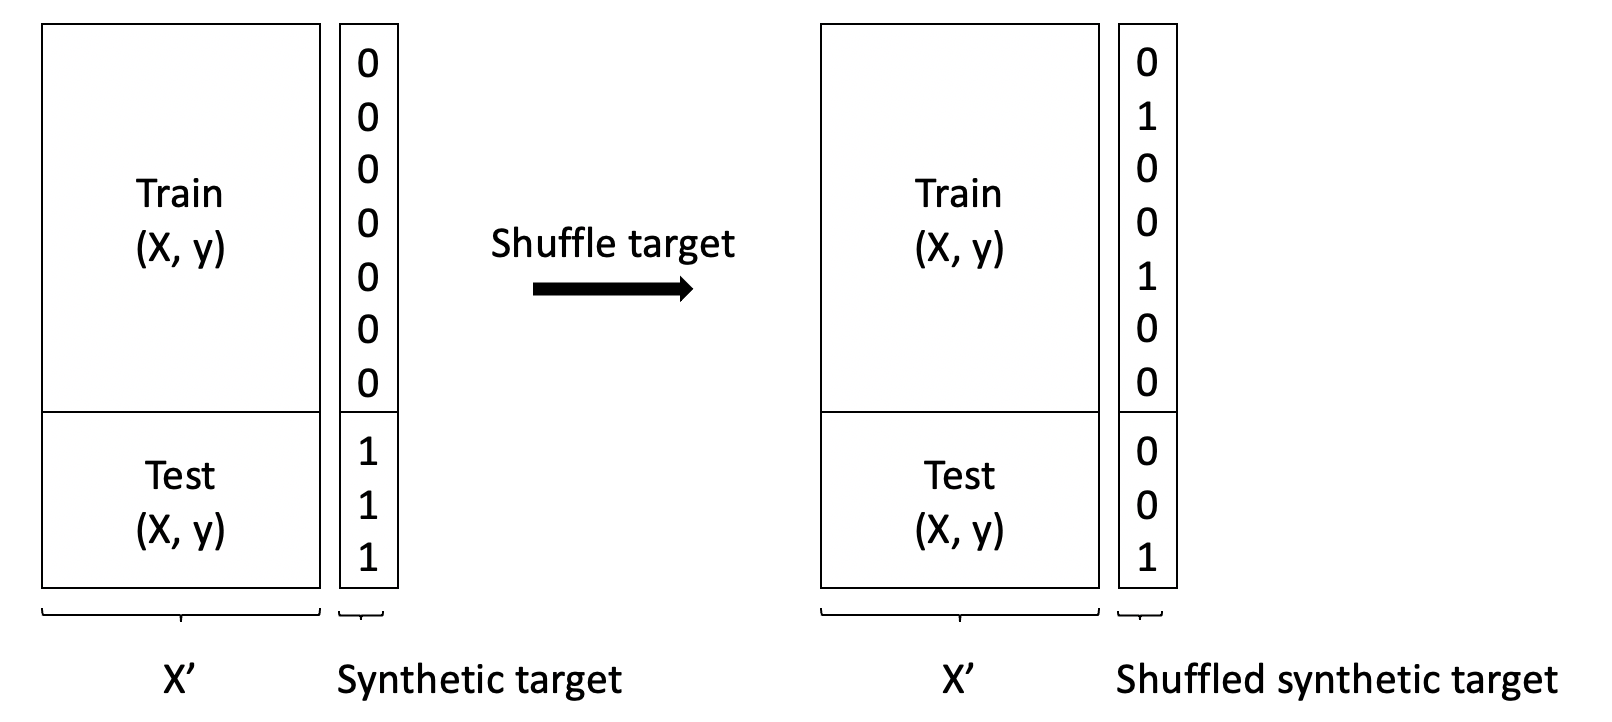 Train
(X, y)
0
0
0
0
0
0
0
Test
(X, y)
1
1
1
X’
Synthetic target
Shuffle target
Train
(X, y)
0
1
0
0
1
0
0
Test
(X, y)
0
0
1
X’
Shuffled synthetic target